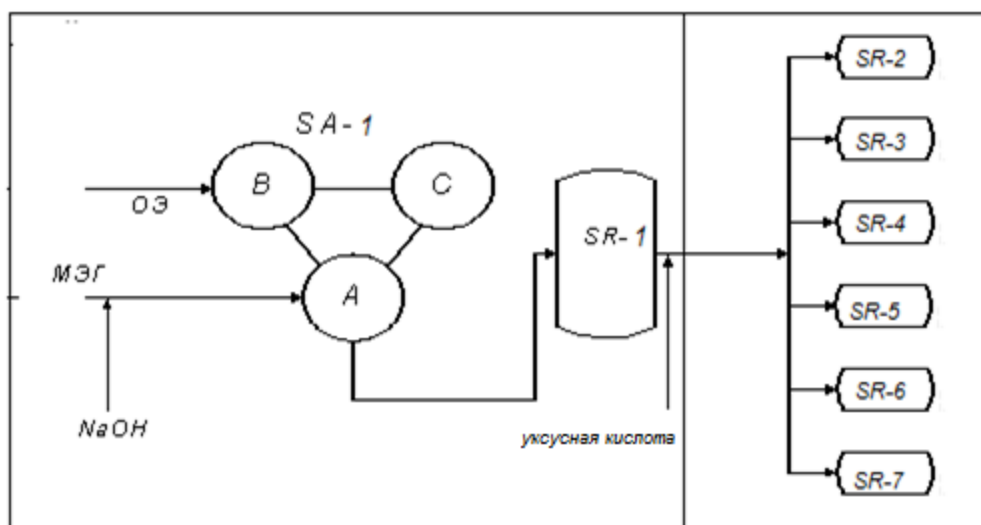 SA-1
B
C
ОЭ
МЭГ
A
NaOH
SR-1
уксусная кислота
SR-2
SR-3
SR-4
SR-5
SR-6
SR-7